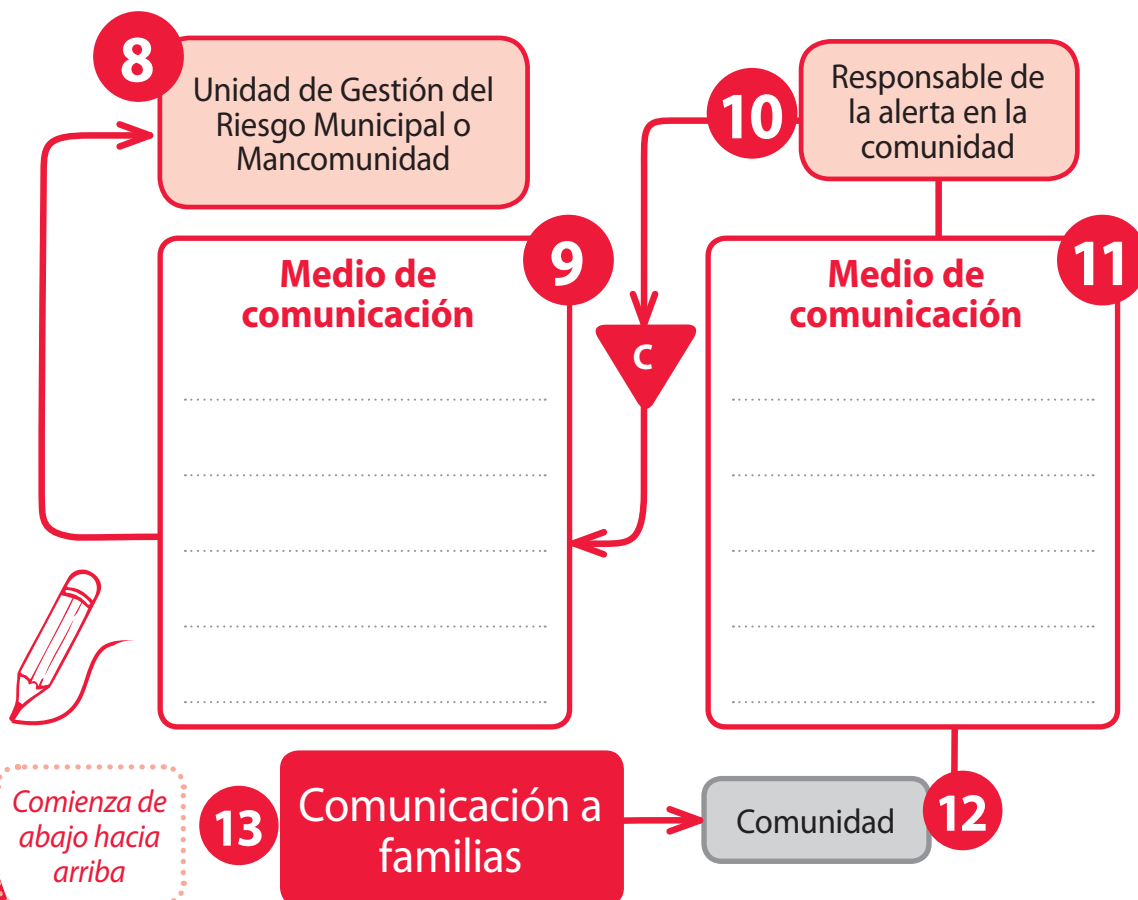 8
Unidad de Gestión del
Riesgo Municipal o
Mancomunidad
10
Responsable de
la alerta en la
comunidad
9
Medio de
comunicación
C
11
Medio de
comunicación
Comienza de
abajo hacia
arriba
13
Comunicación a
familias
Comunidad
12